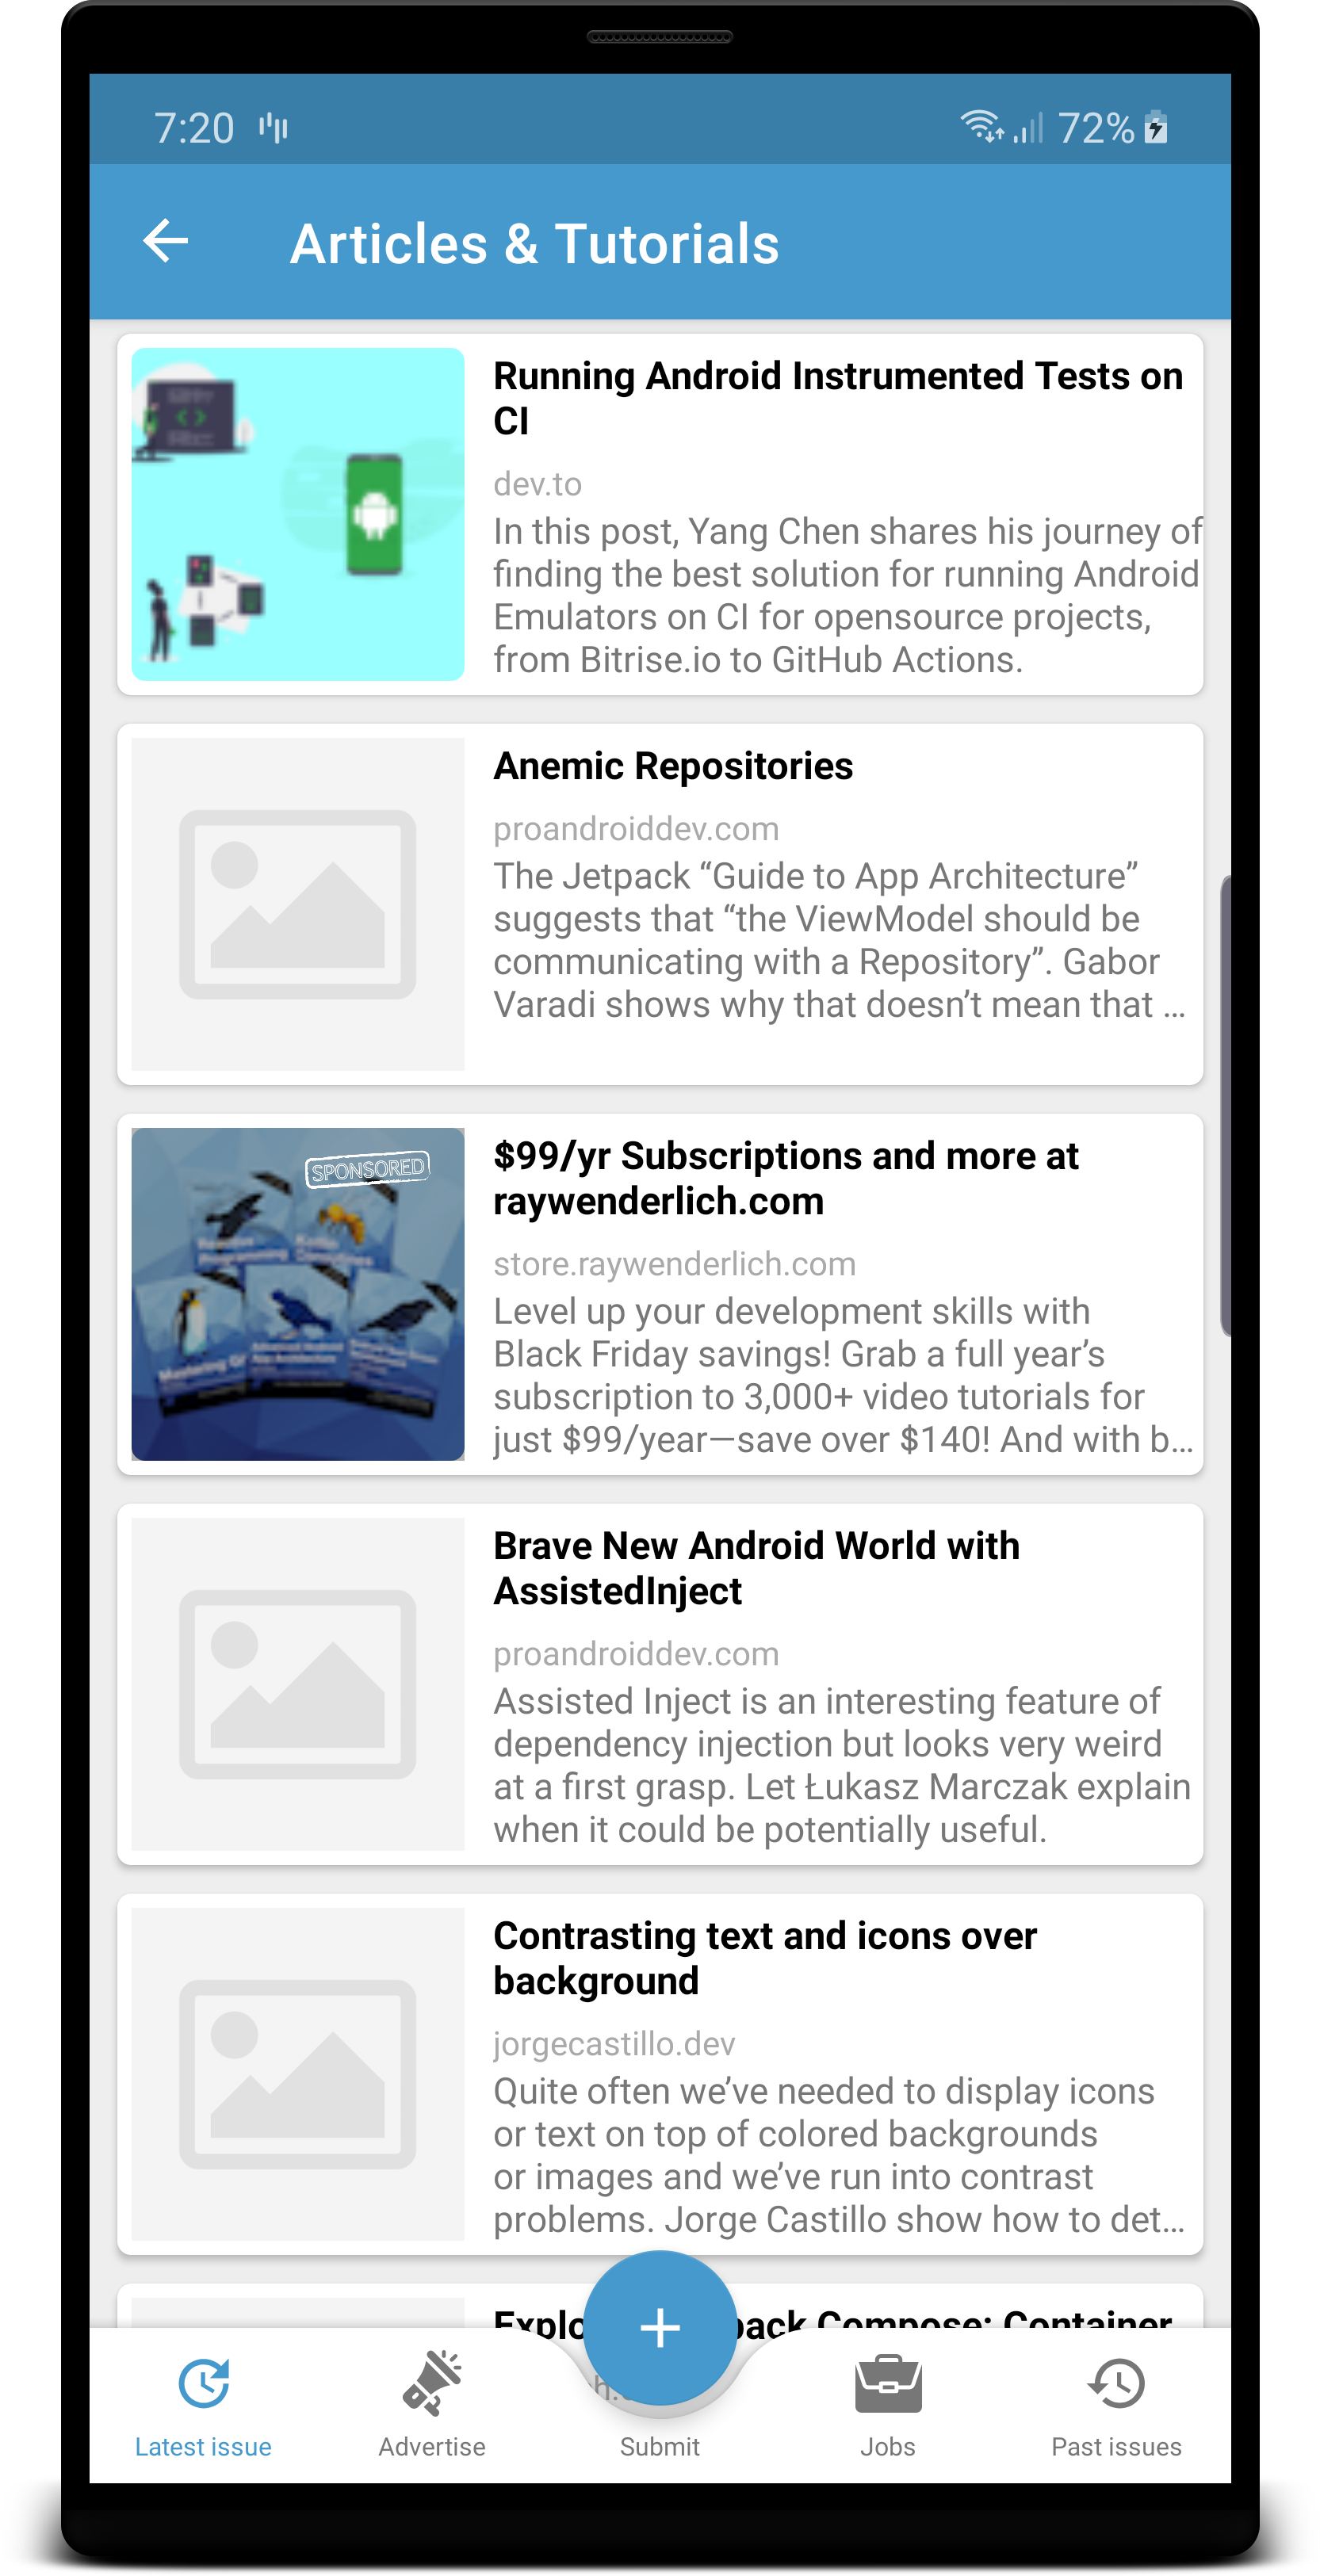 7:20
72%
Articles & Tutorials
Running Android Instrumented Tests on
CI
dev.to
In this post, Yang Chen shares his journey of
finding the best solution for running Android
Emulators on CI for opensource projects,
from Bitrise.io to GitHub Actions.
Anemic Repositories
proandroiddev.com
The Jetpack “Guide to App Architecture”
suggests that “the ViewModel should be
communicating with a Repository”. Gabor
Varadi shows why that doesn’t mean that ...
SPONSORED
$99/yr Subscriptions and more at
raywenderlich.com
store.raywenderlich.com
Level up your development skills with
Black Friday savings! Grab a full year’s
subscription to 3,000+ video tutorials for
just $99/year—save over $140! And with b...
Brave New Android World with
AssistedInject
proandroiddev.com
Assisted Inject is an interesting feature of
dependency injection but looks very weird
at a first grasp. Let Łukasz Marczak explain
when it could be potentially useful.
Contrasting text and icons over
background
jorgecastillo.dev
Quite often we’ve needed to display icons
or text on top of colored backgrounds
or images and we’ve run into contrast
problems. Jorge Castillo show how to det...
Compose: Container
Latest issue
Advertise
Submit
Jobs
Past issues